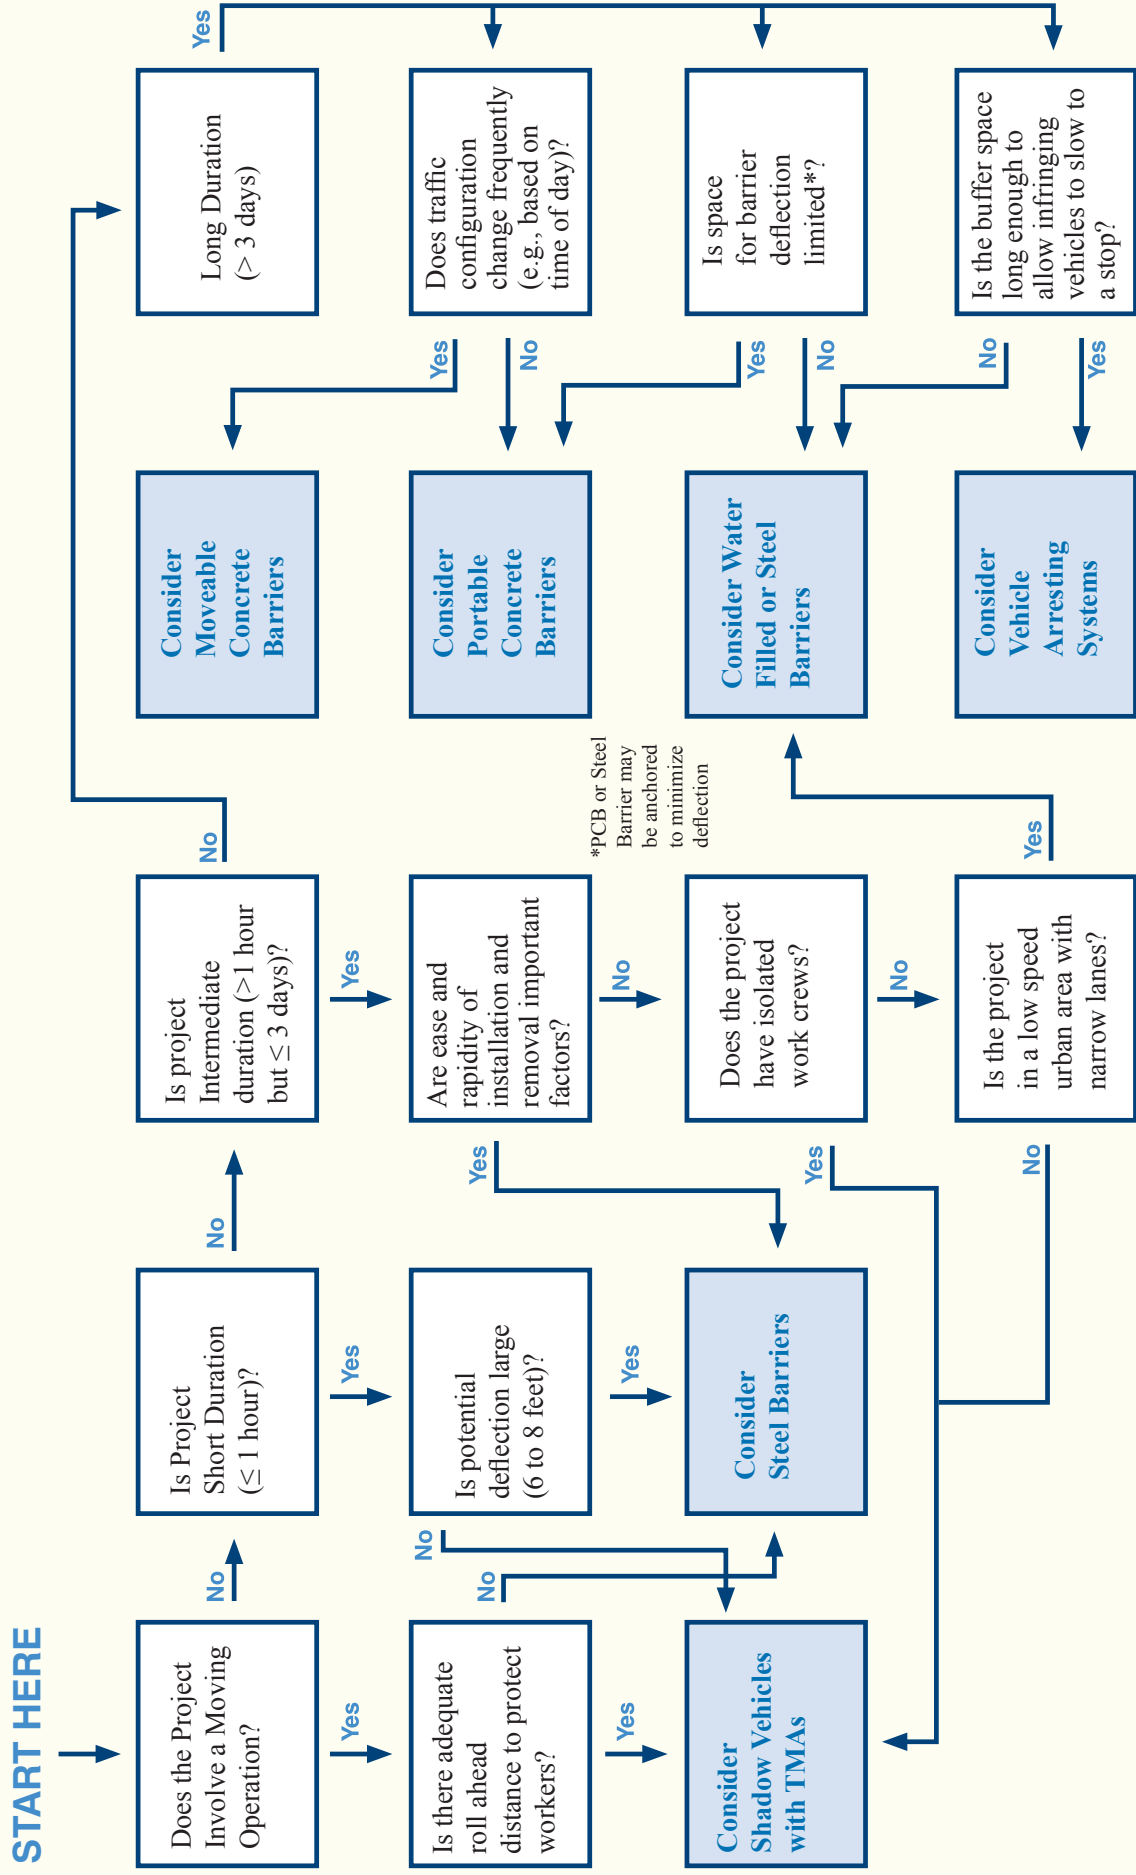 START HERE
Does the Project
Involve a Moving
Operation?
No
Yes
Is there adequate
roll ahead
distance to protect
workers?
No
Yes
Consider
Shadow Vehicles
with TMAs
Is Project
Short Duration
(≤ 1 hour)?
No
Yes
Is potential
deflection large
(6 to 8 feet)?
No
Yes
Consider
Steel Barriers
Is project
Intermediate
duration (>1 hour
but ≤ 3 days)?
No
Yes
Are ease and
rapidity of
installation and
removal important
factors?
Yes
No
Does the project
have isolated
work crews?
Yes
No
Is the project
in a low speed
urban area with
narrow lanes?
No
Yes
*PCB or Steel
Barrier may
be anchored
to minimize
deflection
Consider
Moveable
Concrete
Barriers
Consider
Portable
Concrete
Barriers
Consider Water
Filled or Steel
Barriers
Consider
Vehicle
Arresting
Systems
Long Duration
(> 3 days)
Yes
Does traffic
configuration
change frequently
(e.g., based on
time of day)?
Yes
No
Is space
for barrier
deflection
limited*?
Yes
No
Is the buffer space
long enough to
allow infringing
vehicles to slow to
a stop?
No
Yes